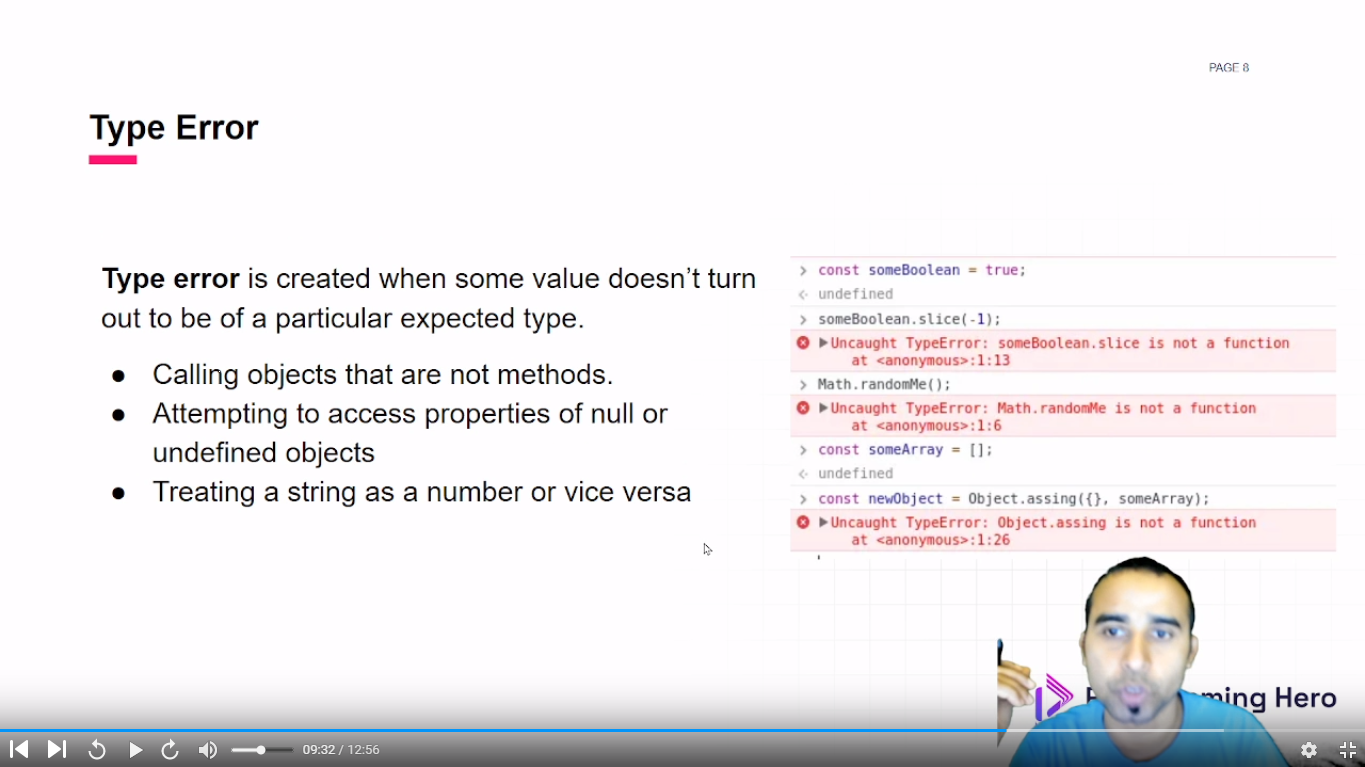 PAGE 8
Type Error
Type error is created when some value doesn’t turn
out to be of a particular expected type.
● Calling objects that are not methods.
● Attempting to access properties of null or
undefined objects
● Treating a string as a number or vice versa
> const someBoolean = true;
<· undefined
> someBoolean.slice(-1);
▶Uncaught TypeError: someBoolean.slice is not a function
at <anonymous>:1:13
> Math.randomMe();
▶Uncaught TypeError: Math.randomMe is not a function
at <anonymous>:1:6
> const someArray = [];
<· undefined
> const newObject = Object.assing({}, someArray);
▶Uncaught TypeError: Object.assing is not a function
at <anonymous>:1:26
Hero
09:32 / 12:56